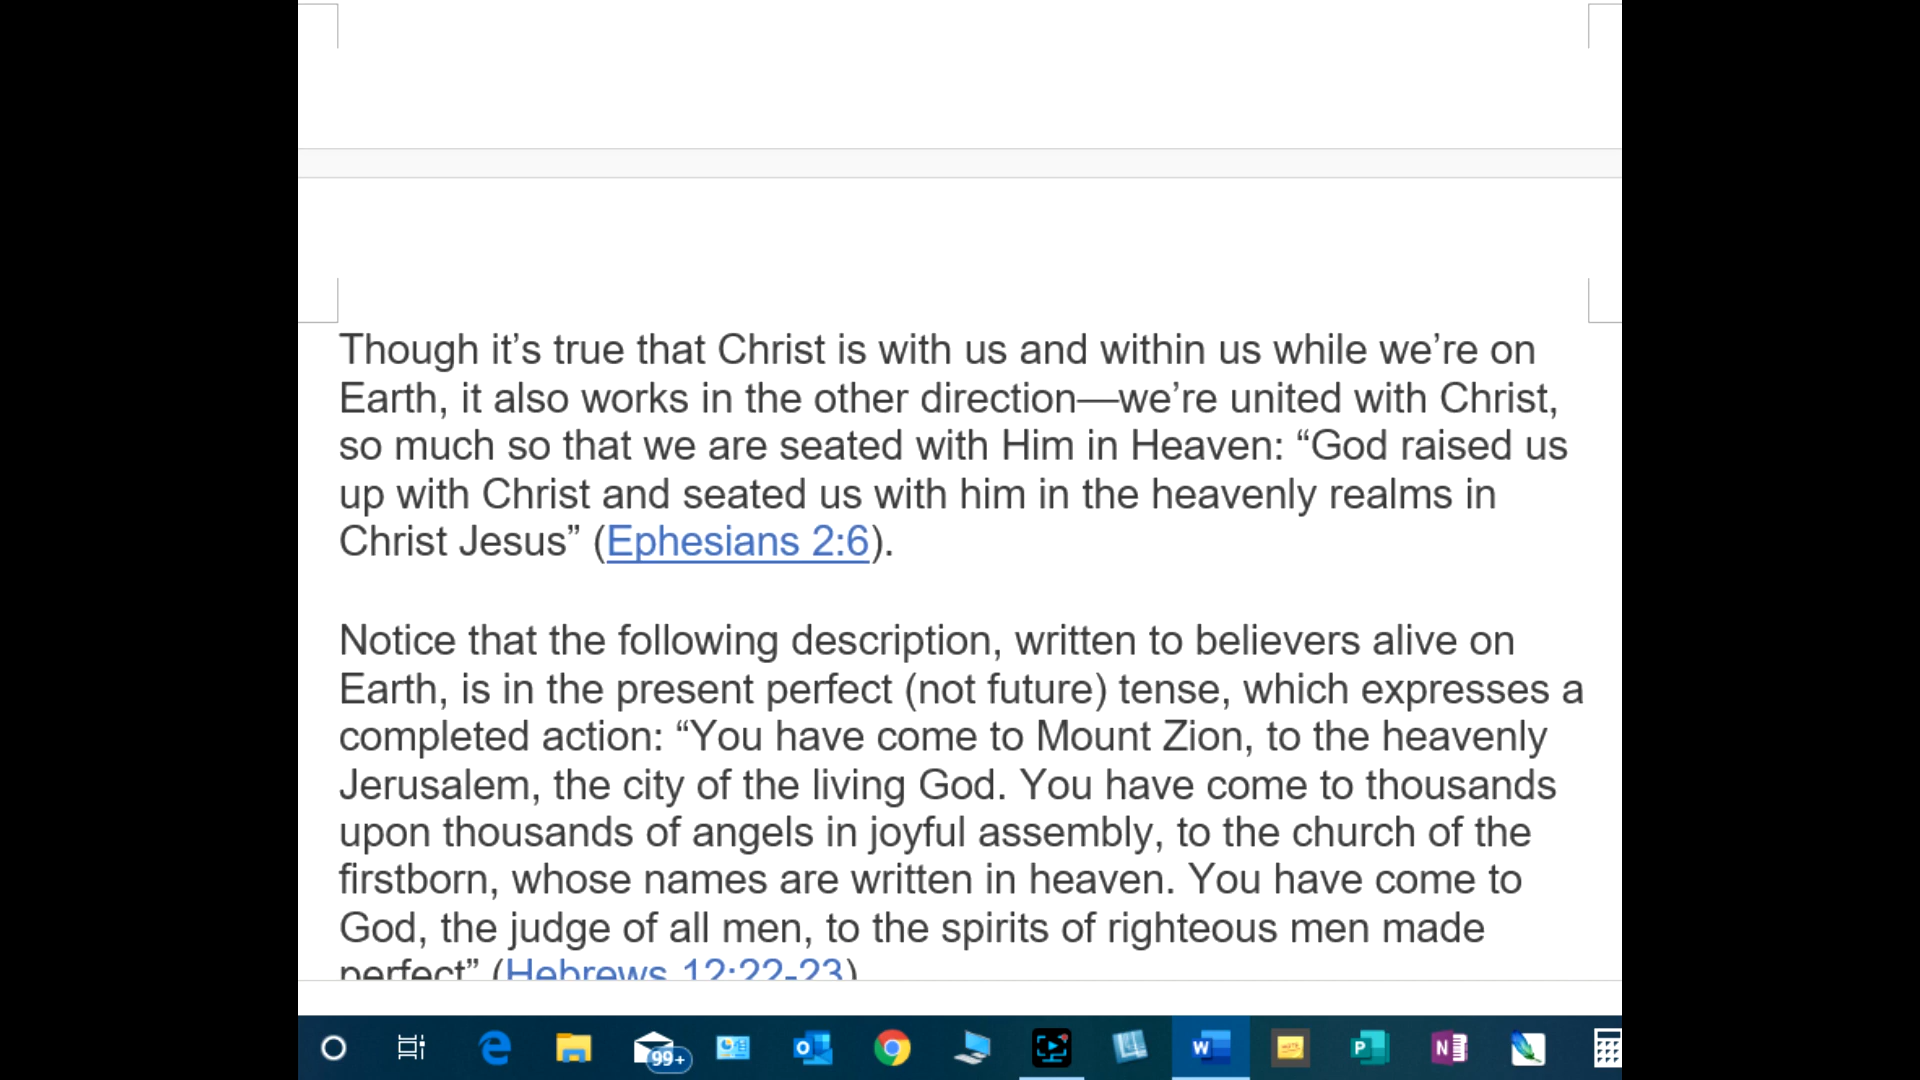 Though it’s true that Christ is with us and within us while we’re on
Earth, it also works in the other direction—we’re united with Christ,
so much so that we are seated with Him in Heaven: “God raised us
up with Christ and seated us with him in the heavenly realms in
Christ Jesus” (Ephesians 2:6).
Notice that the following description, written to believers alive on
Earth, is in the present perfect (not future) tense, which expresses a
completed action: “You have come to Mount Zion, to the heavenly
Jerusalem, the city of the living God. You have come to thousands
upon thousands of angels in joyful assembly, to the church of the
firstborn, whose names are written in heaven. You have come to
God, the judge of all men, to the spirits of righteous men made
perfect” (Hebrews 12:22-23)
99+